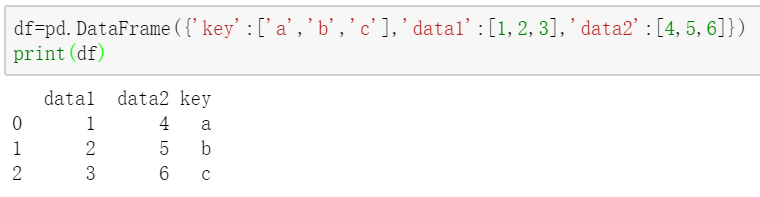 df=pd.DataFrame({'key':['a','b','c'],'data1':[1,2,3],'data2':[4,5,6]})
print(df)
data1 data2 key
0 1 4 a
1 2 5 b
2 3 6 c